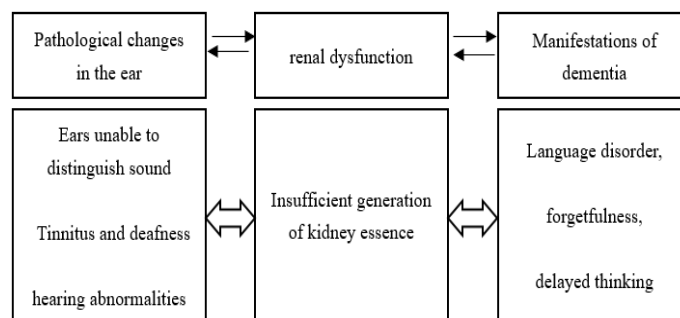 Pathological changes
in the ear
renal dysfunction
Manifestations of
dementia
Ears unable to
distinguish sound
Tinnitus and deafness
hearing abnormalities
Insufficient generation
of kidney essence
Language disorder,
forgetfulness,
delayed thinking